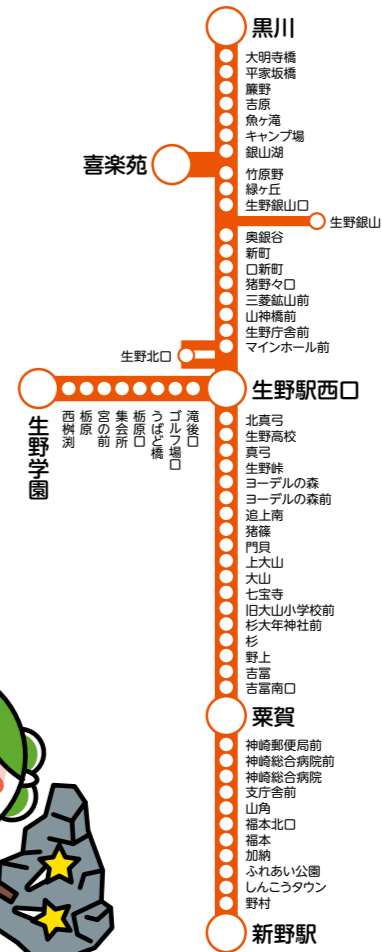 黒川
大明寺橋
平家坂橋
簾野
吉原
魚ヶ滝
キャンプ場
銀山湖
喜楽苑
竹原野
緑ヶ丘
生野銀山口
生野銀山
奥銀谷
新町
口新町
猪野々口
三菱鉱山前
山神橋前
生野庁舎前
マインホール前
生野北口
生野駅西口
生野学園
西桝渕
栃原
宮の前
集会所
栃原口
うばど橋
ゴルフ場口
滝後口
北真弓
生野高校
真弓
生野峠
ヨーデルの森
ヨーデルの森前
追上南
猪篠
門貝
上大山
大山
七宝寺
旧大山小学校前
杉大年神社前
杉
野上
吉冨
吉冨南口
粟賀
神崎郵便局前
神崎総合病院前
神崎総合病院
支庁舎前
山角
福本北口
福本
加納
ふれあい公園
しんこうタウン
野村
新野駅